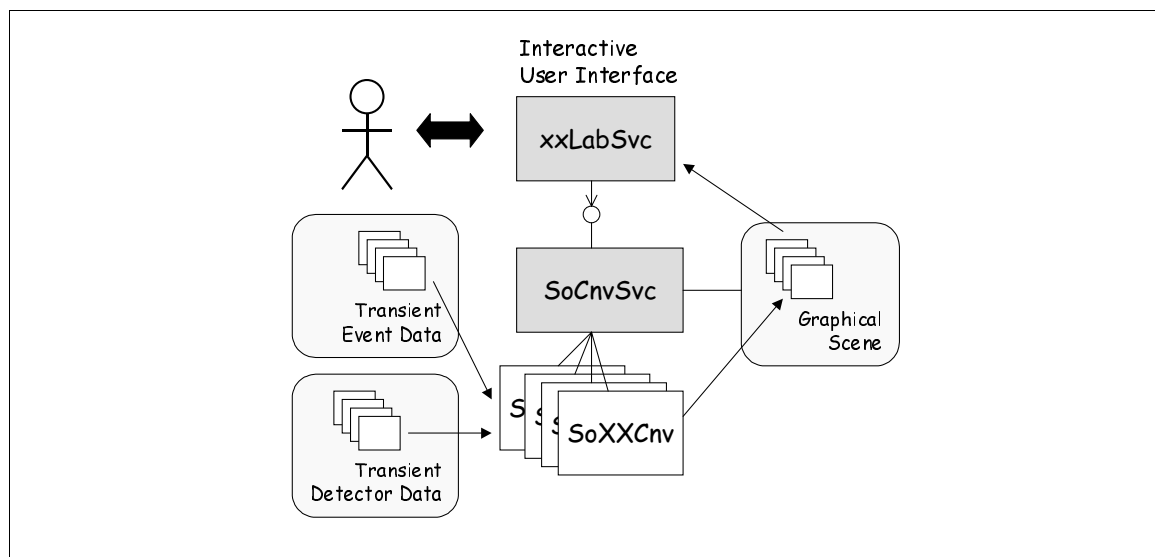 Interactive
User Interface
xxLabSvc
SoCnvSvc
Transient
Event Data
Graphical
Scene
S
S
S
SoXXCnv
Transient
Detector Data